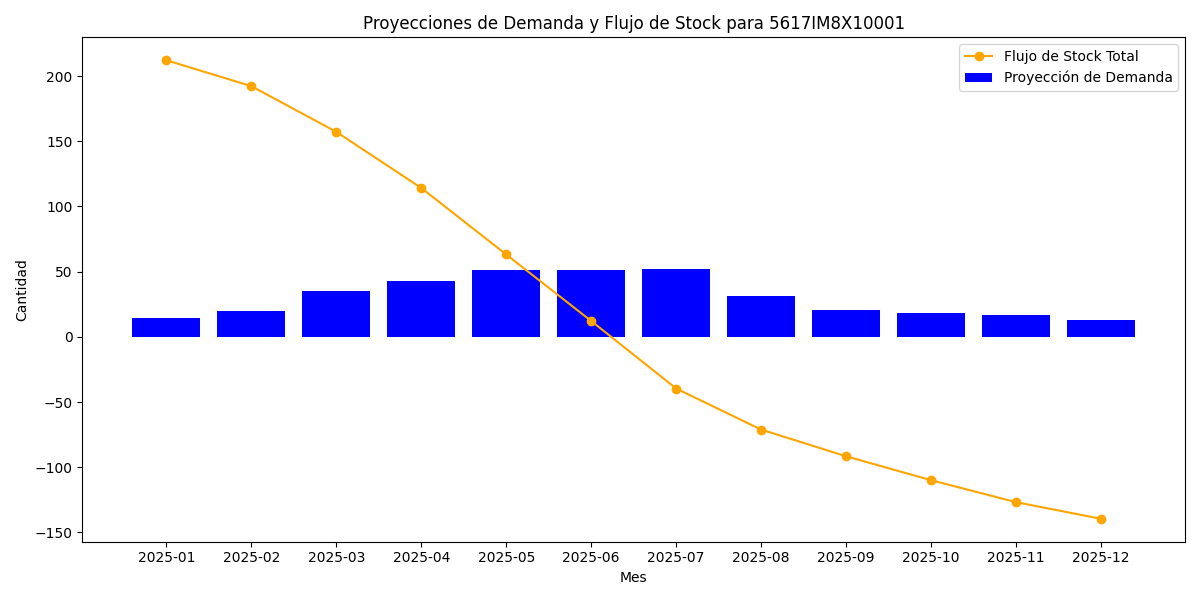 Proyecciones de Demanda y Flujo de Stock para 5617IM8X10001
Flujo de Stock Total
Proyección de Demanda
Cantidad
200
150
100
50
0
−50
−100
−150
2025-01 2025-02 2025-03 2025-04 2025-05 2025-06 2025-07 2025-08 2025-09 2025-10 2025-11 2025-12
Mes